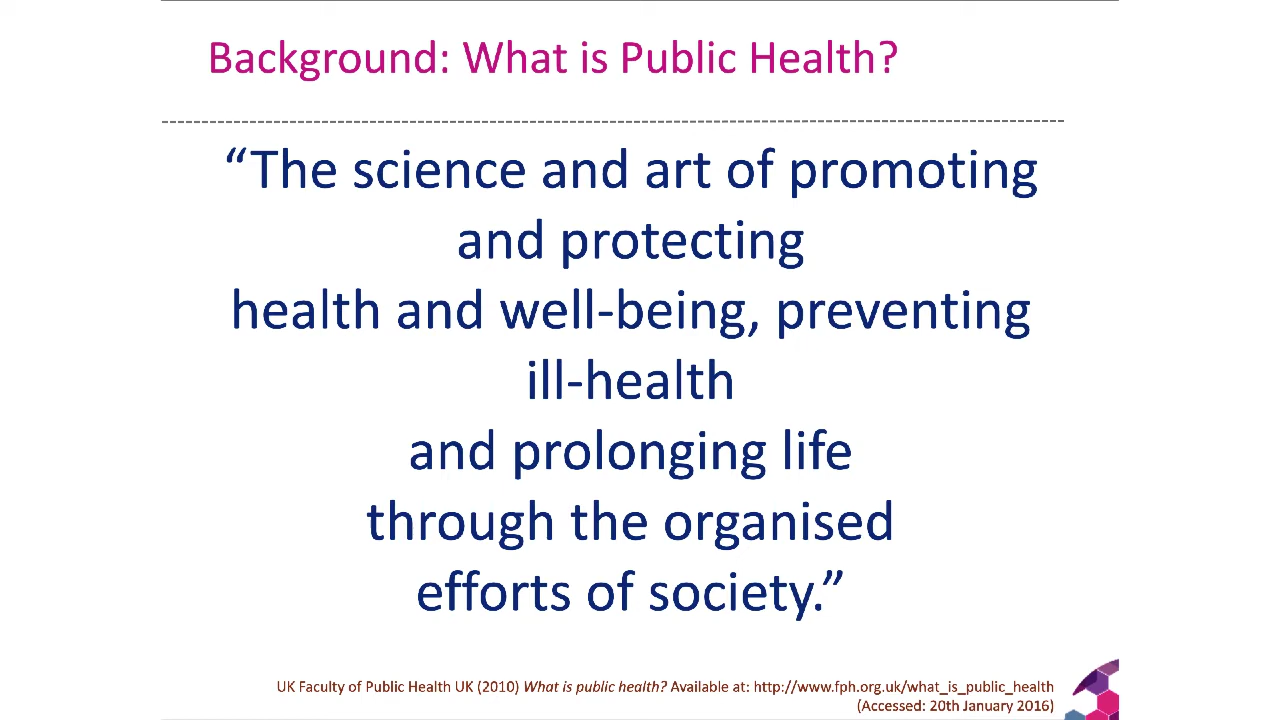 Background: What is Public Health?
“The science and art of promoting
and protecting
health and well-being, preventing
ill-health
and prolonging life
through the organised
efforts of society.”
UK Faculty of Public Health UK (2010) What is public health? Available at: http://www.fph.org.uk/what_is_public_health
(Accessed: 20th January 2016)